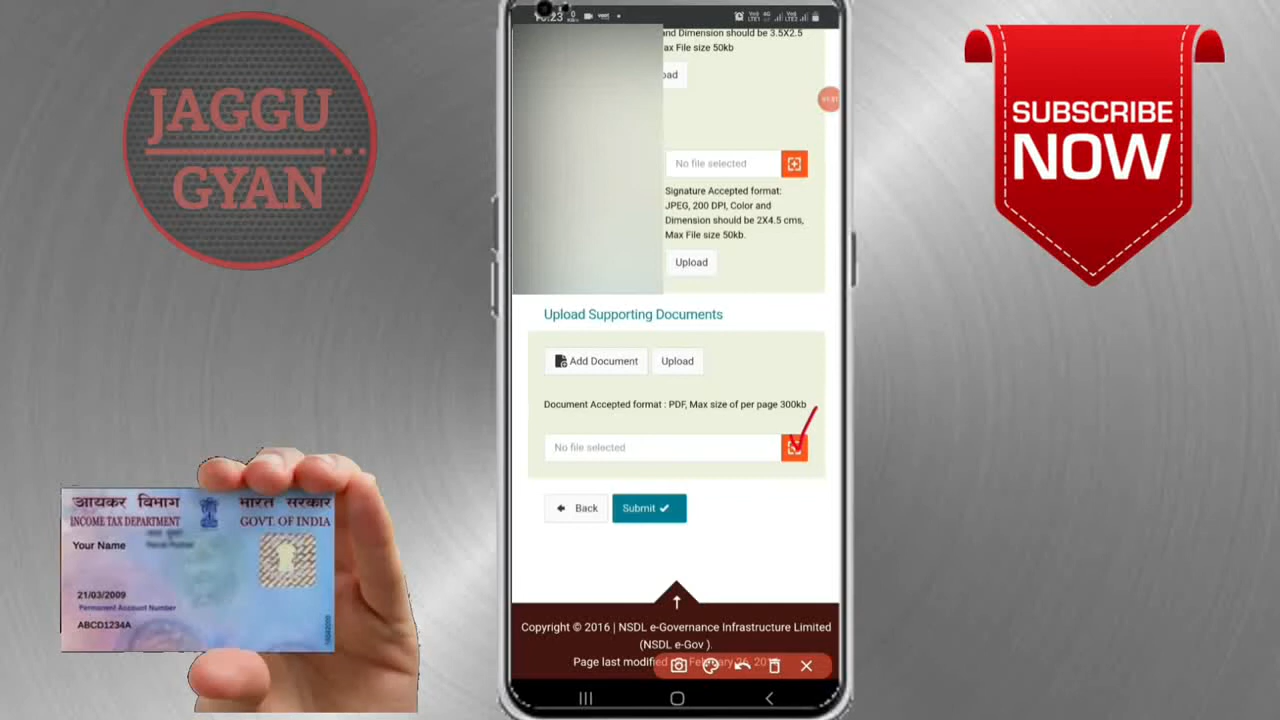 JAGGU
GYAN
SUBSCRIBE
NOW
and Dimension should be 3.5X2.5
ax File size 50kb
oad
No file selected
Signature Accepted format:
JPEG, 200 DPI, Color and
Dimension should be 2X4.5 cms,
Max File size 50kb.
Upload
Upload Supporting Documents
Add Document
Upload
Document Accepted format : PDF, Max size of per page 300kb
No file selected
Back
Submit
Copyright © 2016 | NSDL e-Governance Infrastructure Limited
(NSDL e-Gov ).
Page last modified
आयकर विभाग
भारत सरकार
INCOME TAX DEPARTMENT
GOVT. OF INDIA
Your Name
21/03/2009
Permanent Account Number
ABCD1234A